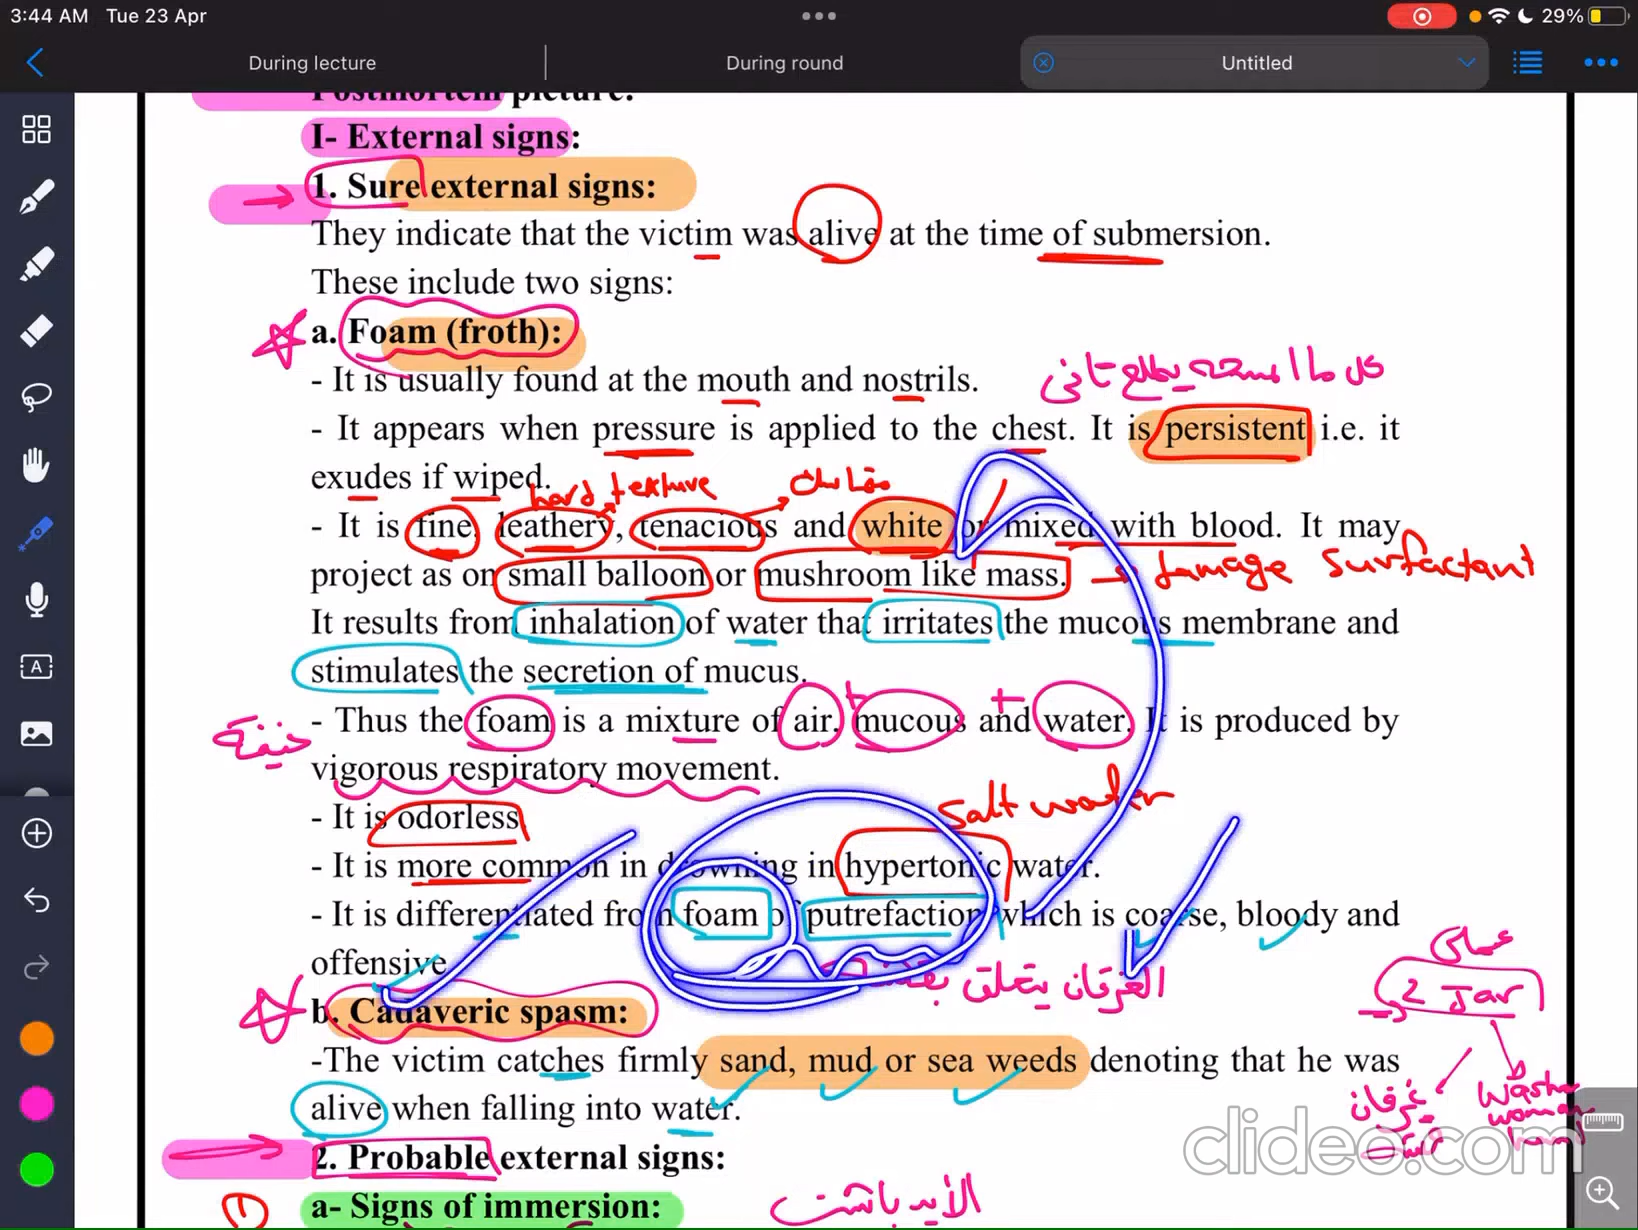 3:44 AM Tue 23 Apr
29%
During lecture
During round
Untitled
Postmortem picture:
I- External signs:
1. Sure external signs:
They indicate that the victim was alive at the time of submersion.
These include two signs:
a. Foam (froth):
- It is usually found at the mouth and nostrils.
- It appears when pressure is applied to the chest. It is persistent i.e. it
exudes if wiped.
hard texture
- It is fine, leathery, tenacious and white or mixed with blood. It may
project as on small balloon or mushroom like mass.
→ damage surfactant
It results from inhalation of water that irritates the mucous membrane and
stimulates the secretion of mucus.
- Thus the foam is a mixture of air. mucous and water. It is produced by
vigorous respiratory movement.
salt water
- It is odorless.
- It is more common in drowning in hypertonic water.
- It is differentiated from foam of putrefaction which is coarse, bloody and
offensive
الغرقان يتعلق بقشاية
2 Jar
b. Cadaveric spasm:
-The victim catches firmly sand, mud or sea weeds denoting that he was
alive when falling into water.
غرقان
washer
woman
hand
2. Probable external signs:
a- Signs of immersion:
clideo.com